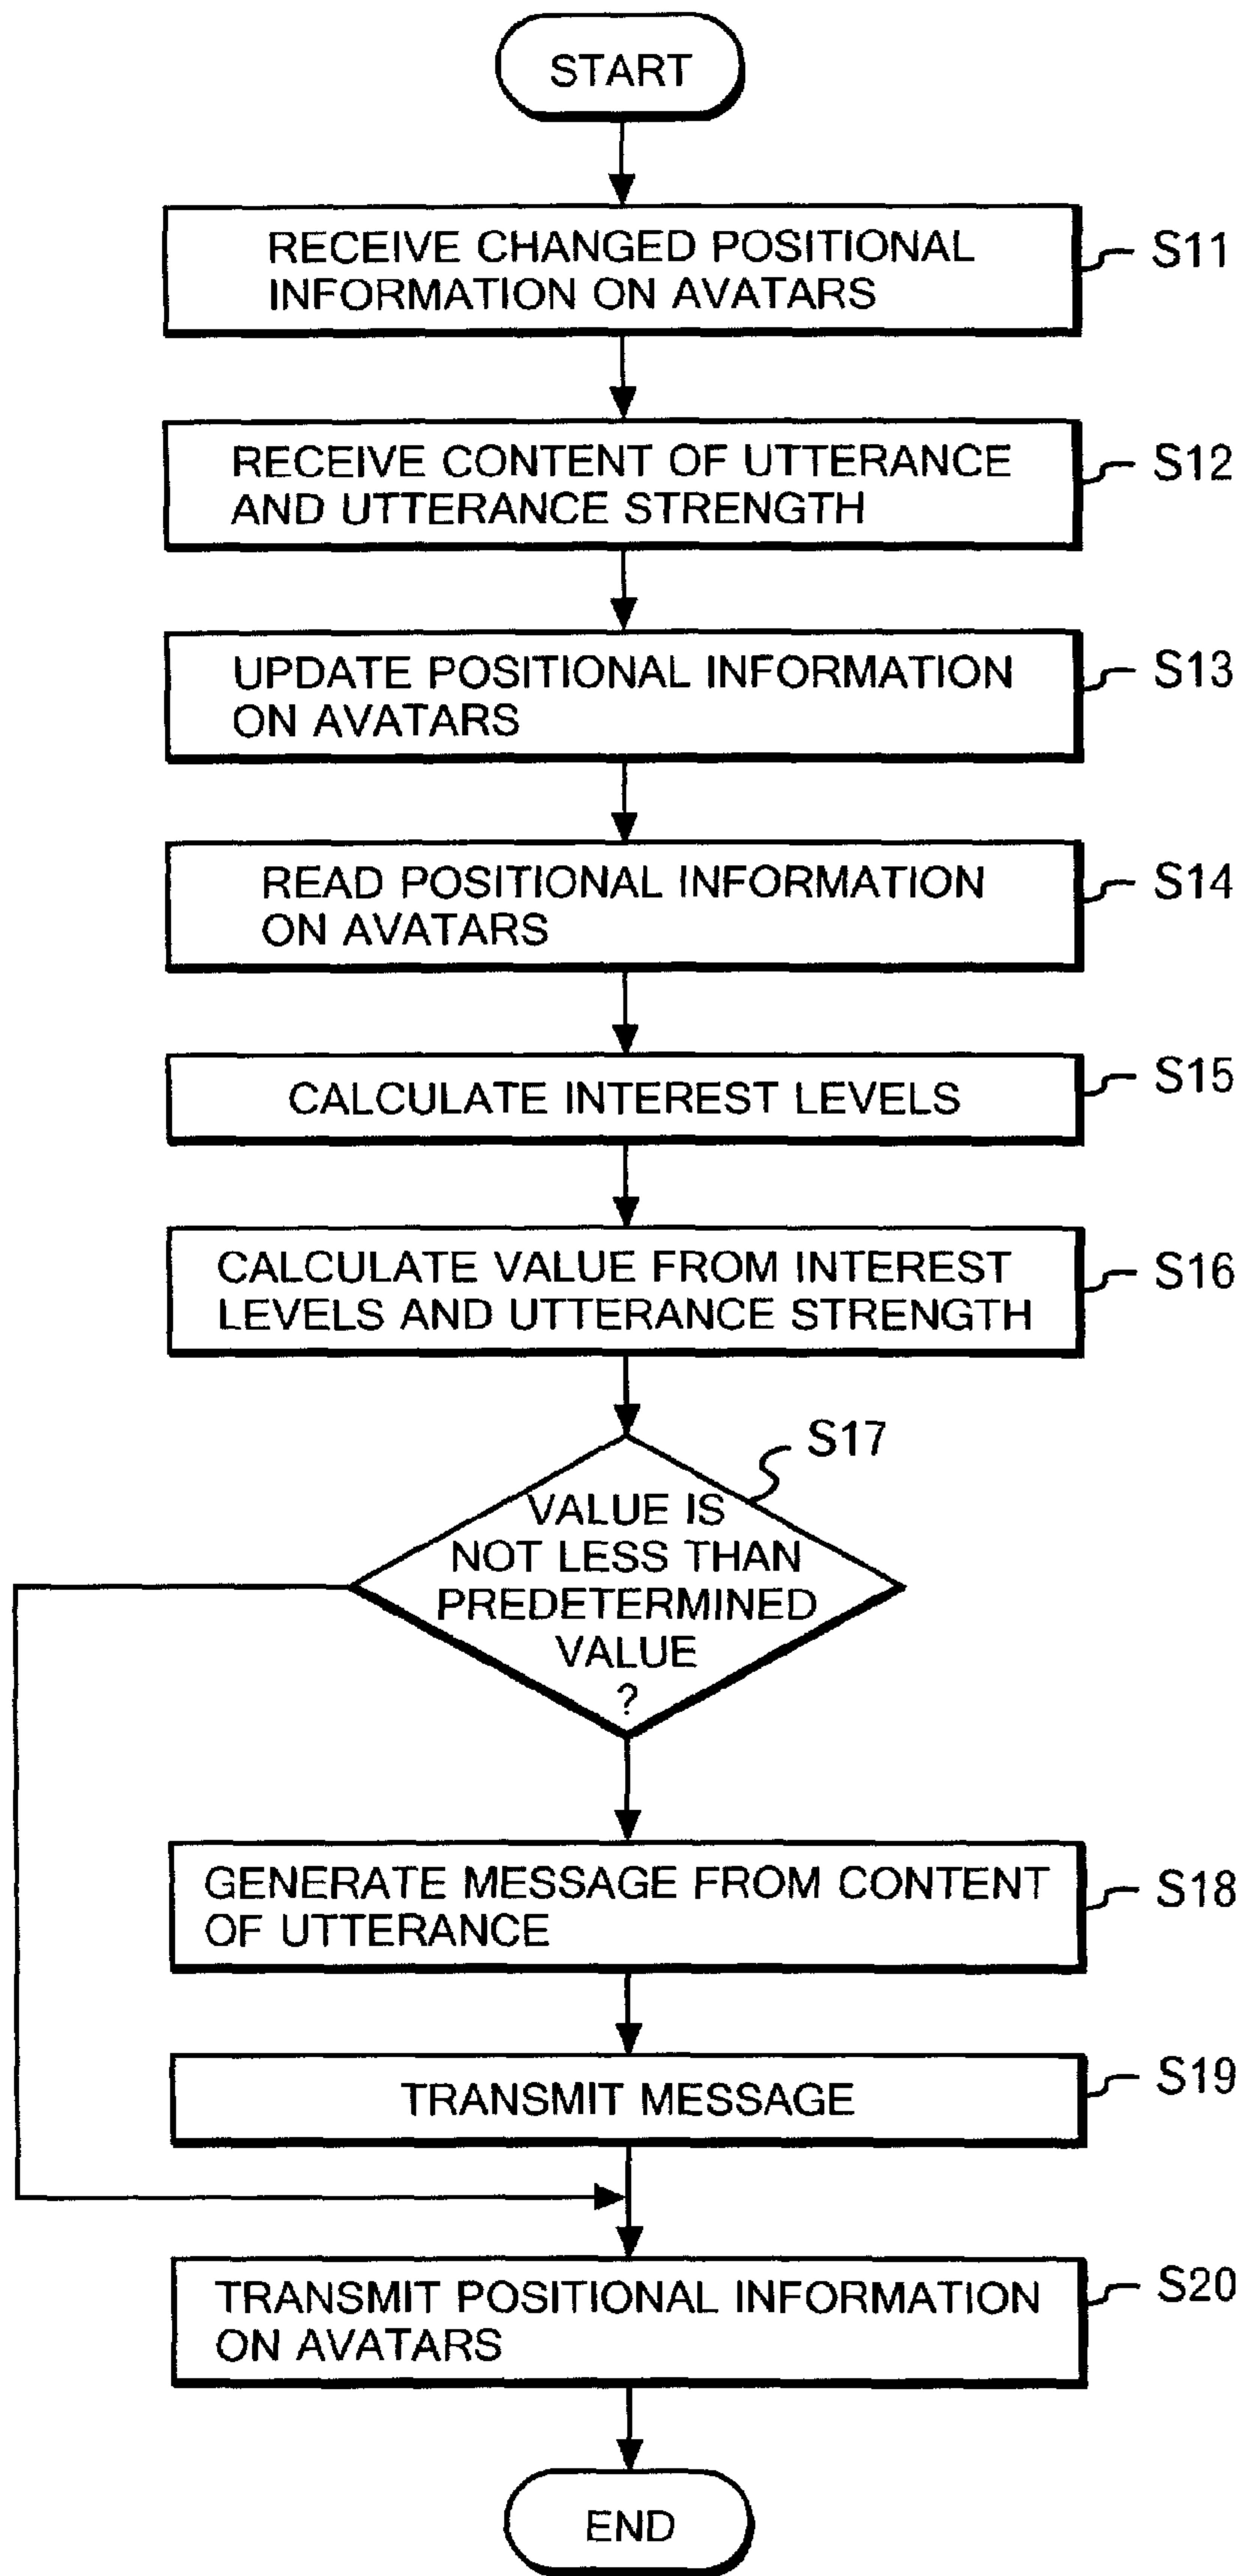 START
RECEIVE CHANGED POSITIONAL
INFORMATION ON AVATARS
S11
RECEIVE CONTENT OF UTTERANCE
AND UTTERANCE STRENGTH
S12
UPDATE POSITIONAL INFORMATION
ON AVATARS
S13
READ POSITIONAL INFORMATION
ON AVATARS
S14
CALCULATE INTEREST LEVELS
S15
CALCULATE VALUE FROM INTEREST
LEVELS AND UTTERANCE STRENGTH
S16
S17
VALUE IS
NOT LESS THAN
PREDETERMINED
VALUE
?
GENERATE MESSAGE FROM CONTENT
OF UTTERANCE
S18
TRANSMIT MESSAGE
S19
TRANSMIT POSITIONAL INFORMATION
ON AVATARS
S20
END